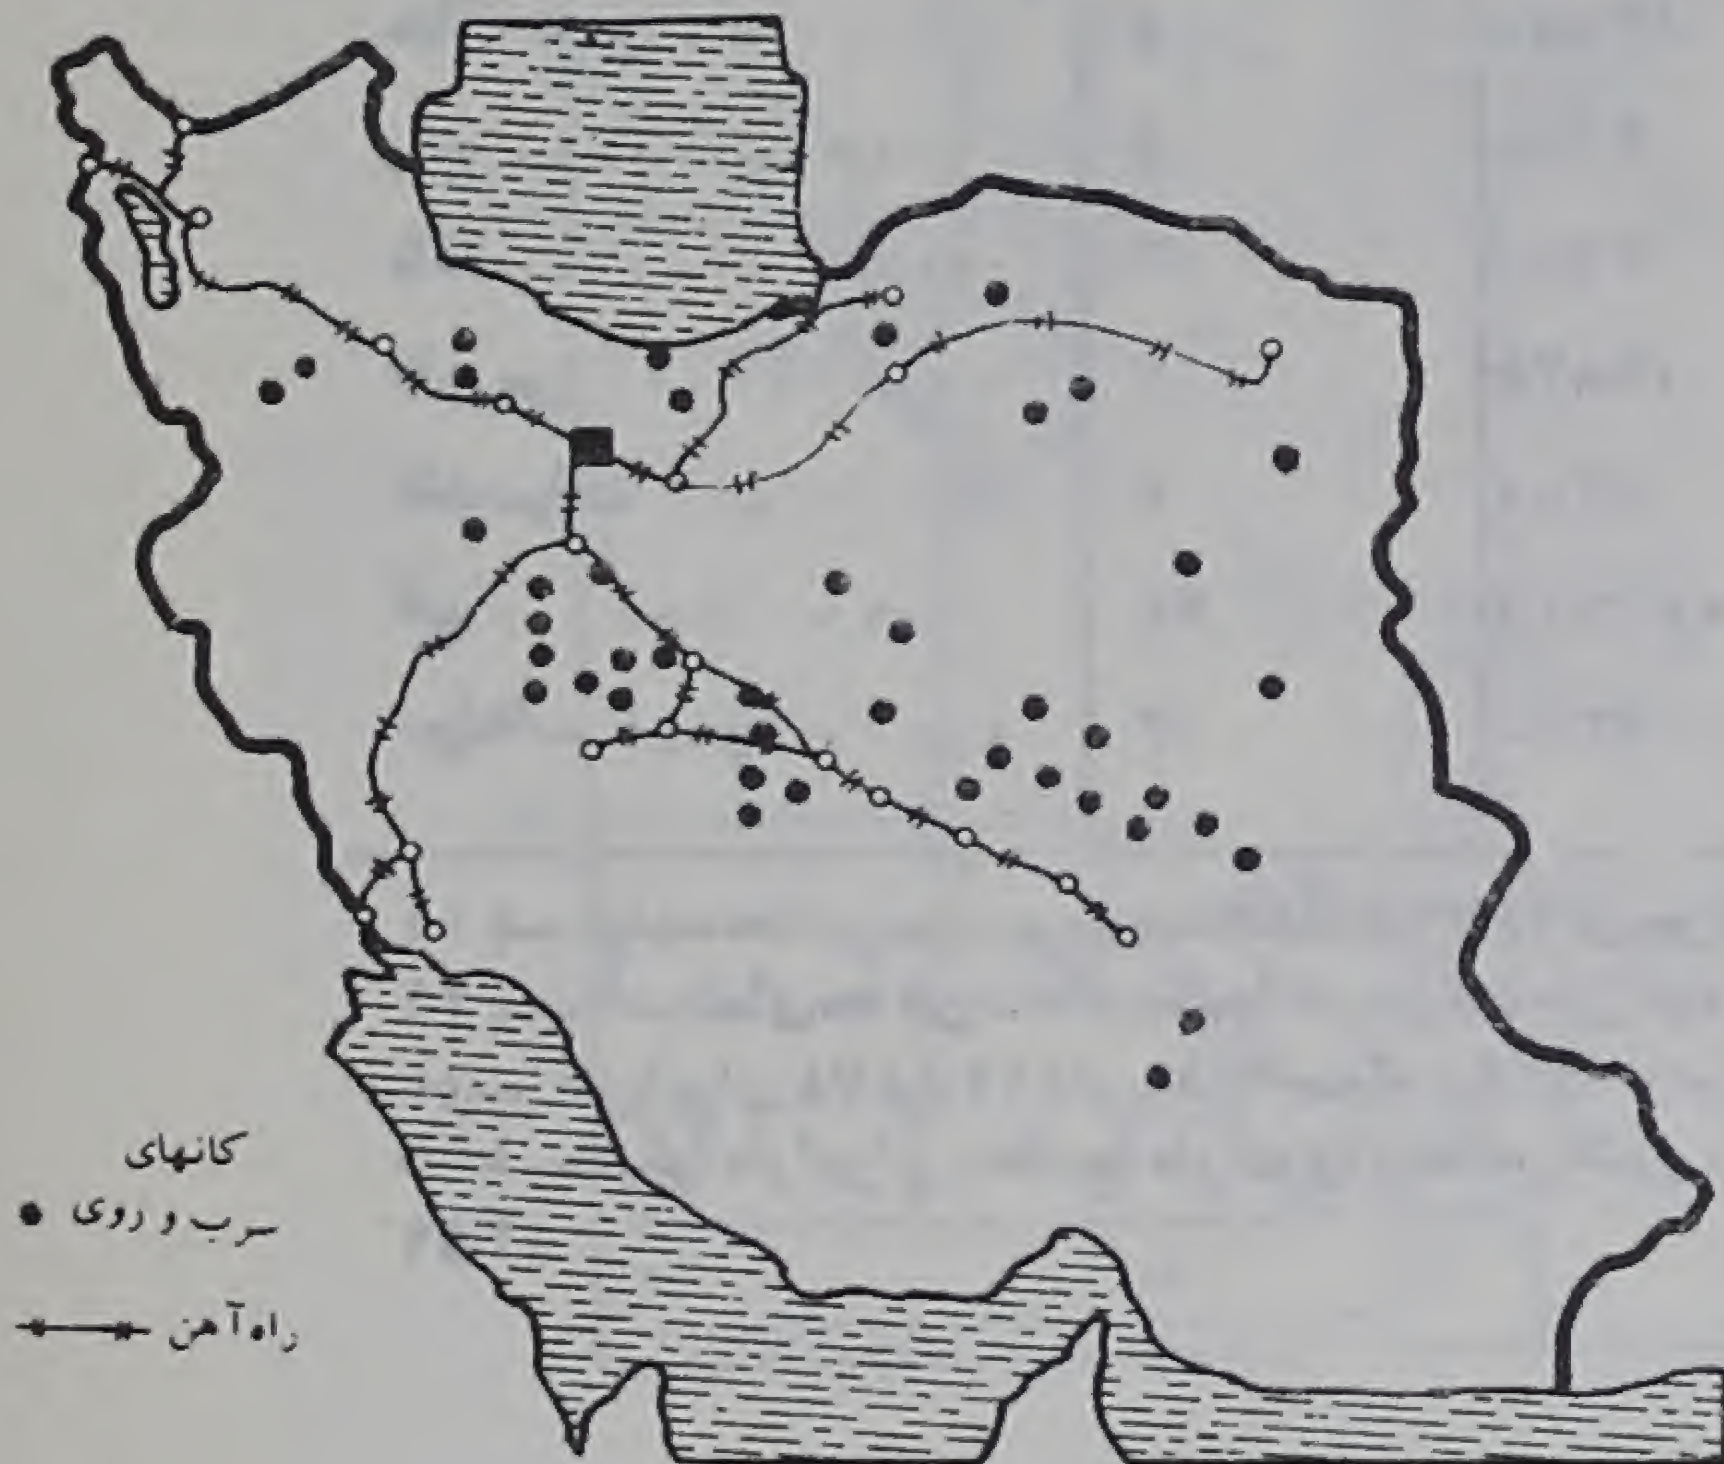 کانهای
سرب و روی
راه آهن